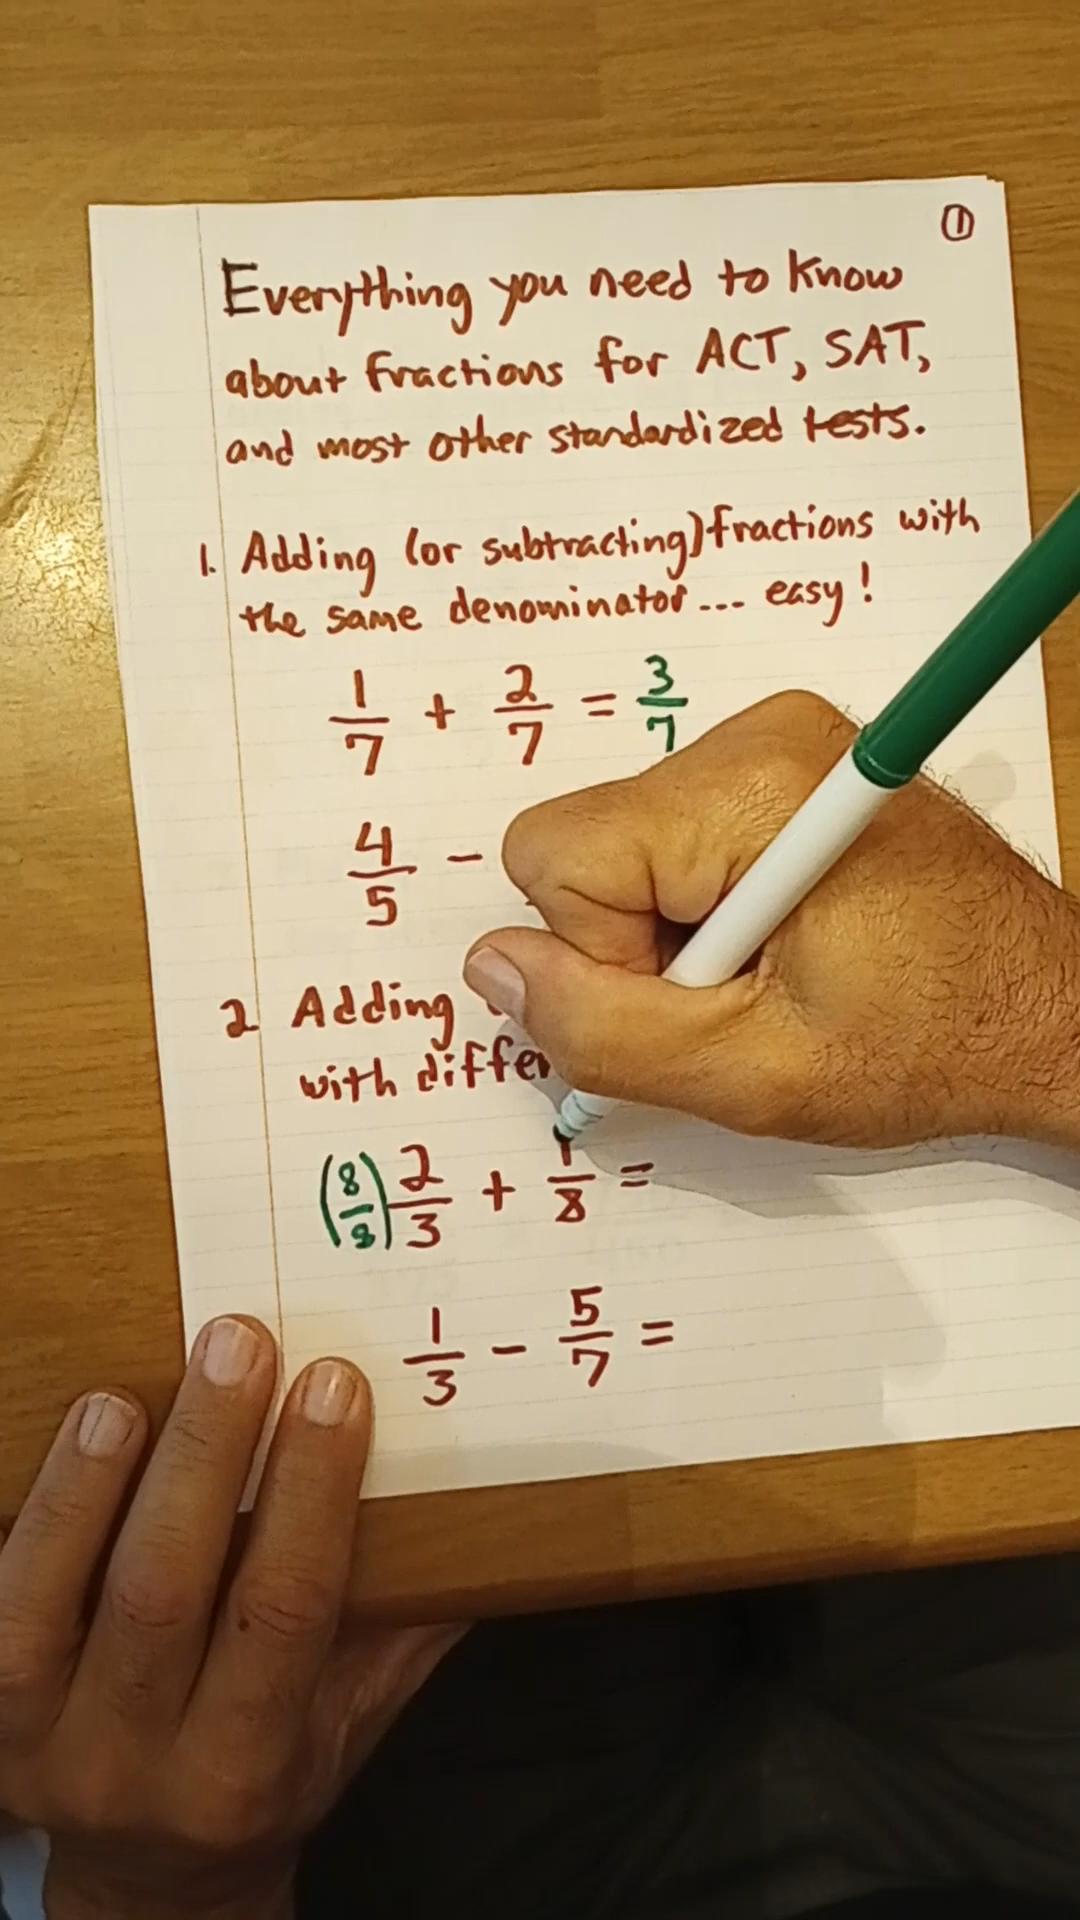 ①
Everything you need to know
about fractions for ACT, SAT,
and most other standardized tests.
1. Adding (or subtracting) fractions with
the same denominator... easy!
1/7 + 2/7 = 3/7
4/5 -
2 Adding
with differ
(8/8) 2/3 + 1/8 =
1/3 - 5/7 =